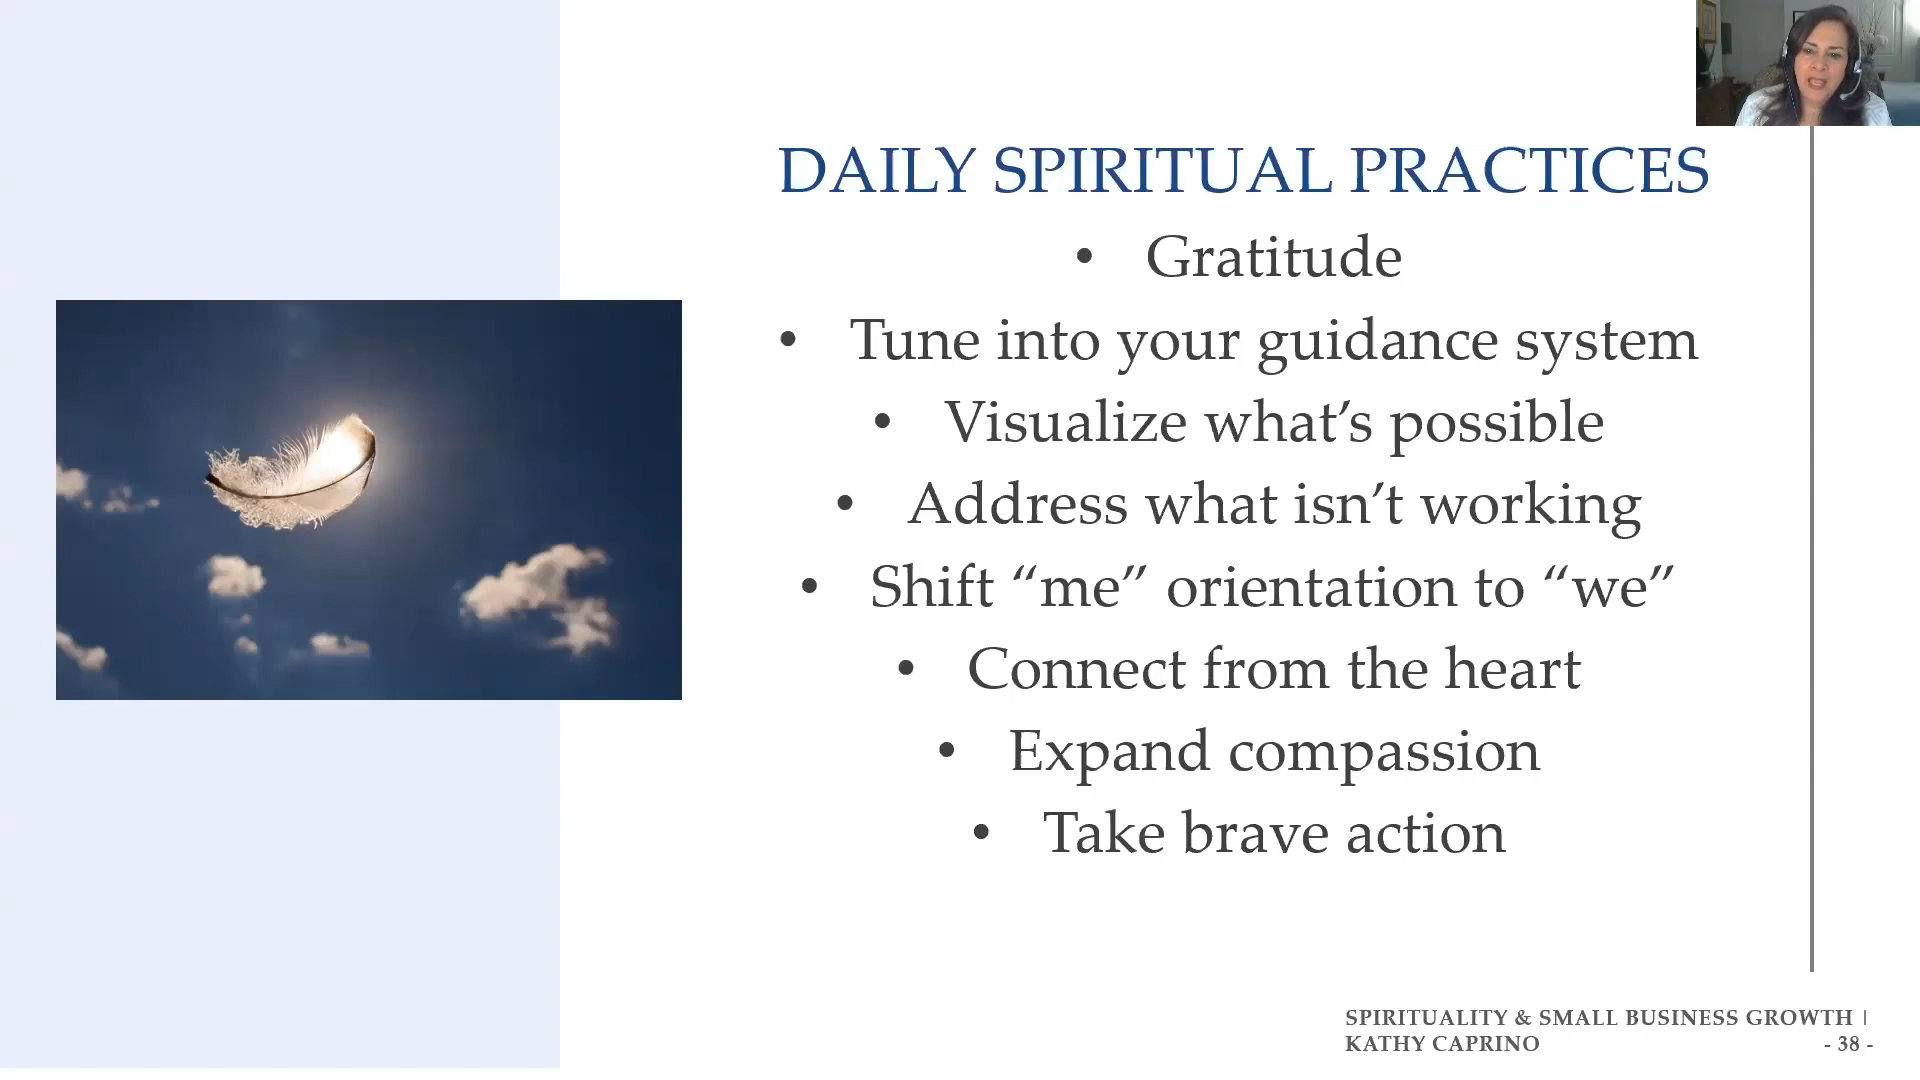 DAILY SPIRITUAL PRACTICES
• Gratitude
• Tune into your guidance system
• Visualize what’s possible
• Address what isn’t working
• Shift “me” orientation to “we”
• Connect from the heart
• Expand compassion
• Take brave action
SPIRITUALITY & SMALL BUSINESS GROWTH |
KATHY CAPRINO - 38 -